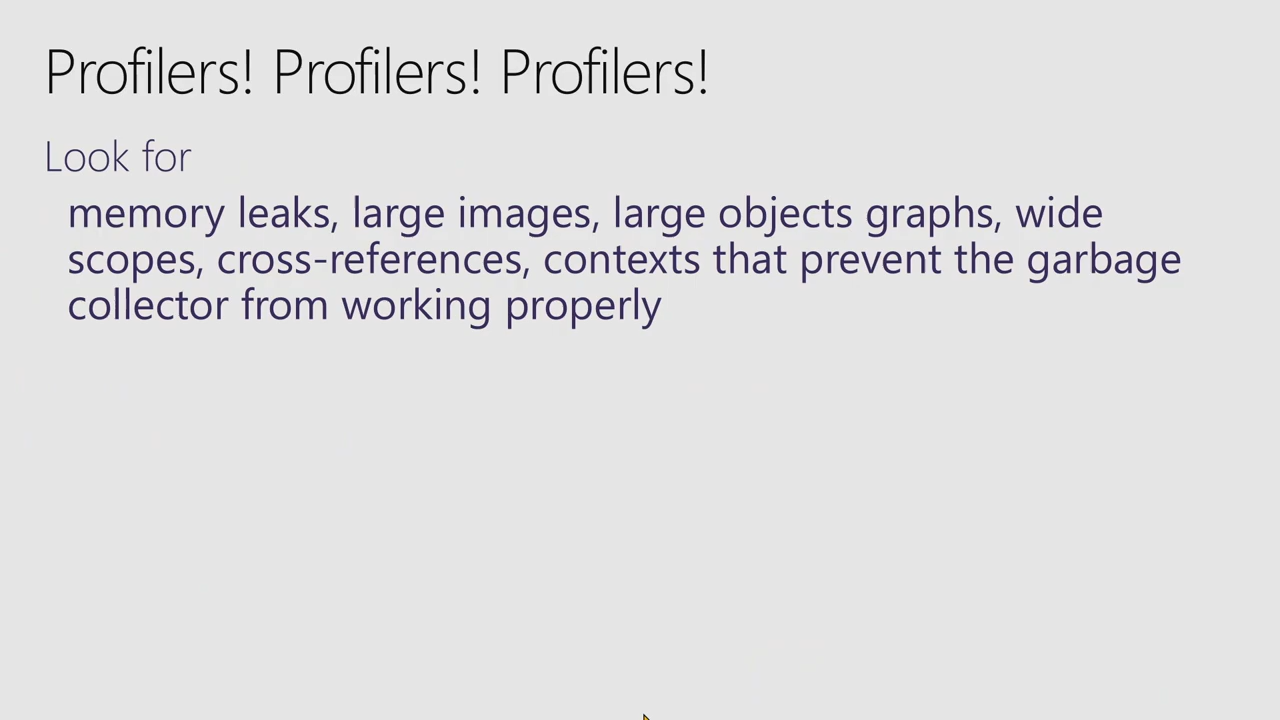 Profilers! Profilers! Profilers!
Look for
memory leaks, large images, large objects graphs, wide
scopes, cross-references, contexts that prevent the garbage
collector from working properly